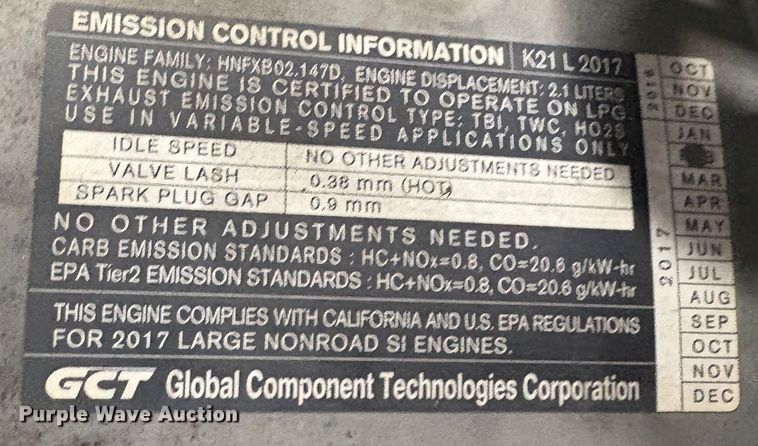 EMISSION CONTROL INFORMATION K21 L 2017
ENGINE FAMILY: HNFXB02.147D, ENGINE DISPLACEMENT: 2.1 LITERS
THIS ENGINE IS CERTIFIED TO OPERATE ON LPG.
EXHAUST EMISSION CONTROL TYPE: TBI, TWC, HO2S
USE IN VARIABLE-SPEED APPLICATIONS ONLY
IDLE SPEED NO OTHER ADJUSTMENTS NEEDED
VALVE LASH 0.38 mm (HOT)
SPARK PLUG GAP 0.9 mm
NO OTHER ADJUSTMENTS NEEDED.
CARB EMISSION STANDARDS : HC+NOx=0.8, CO=20.6 g/kW-hr
EPA Tier2 EMISSION STANDARDS : HC+NOx=0.8, CO=20.6 g/kW-hr
THIS ENGINE COMPLIES WITH CALIFORNIA AND U.S. EPA REGULATIONS
FOR 2017 LARGE NONROAD SI ENGINES.
GCT Global Component Technologies Corporation
2016
OCT
NOV
DEC
2017
JAN
MAR
APR
MAY
JUN
JUL
AUG
SEP
OCT
NOV
DEC
Purple Wave Auction